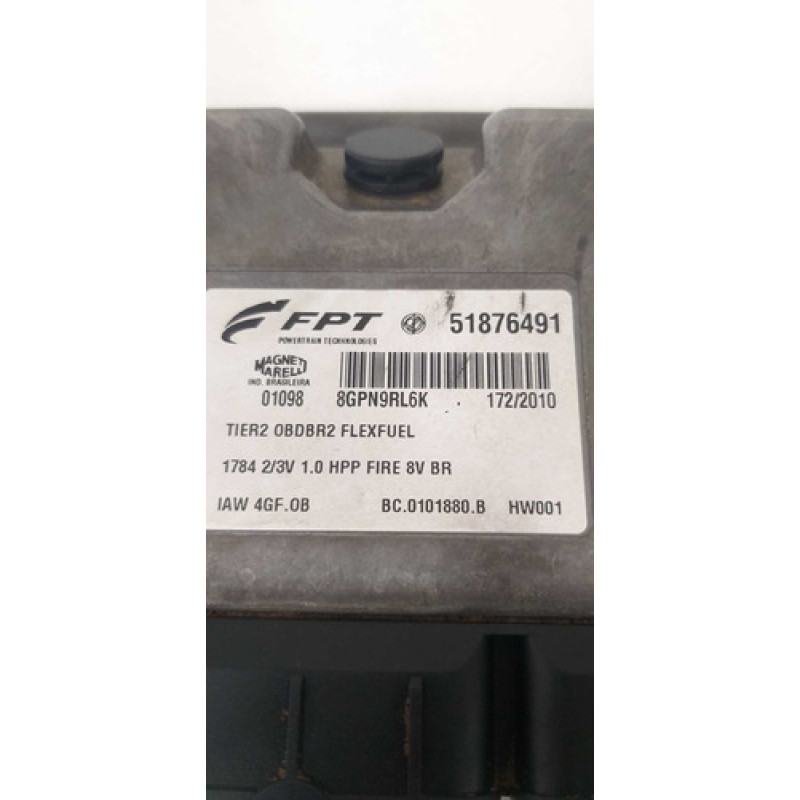 FPT 51876491
POWERTRAIN TECHNOLOGIES
MAGNETI
MARELLI
IND. BRASILEIRA
01098 8GPN9RL6K . 172/2010
TIER2 OBDBR2 FLEXFUEL
1784 2/3V 1.0 HPP FIRE 8V BR
IAW 4GF.OB BC.0101880.B HW001